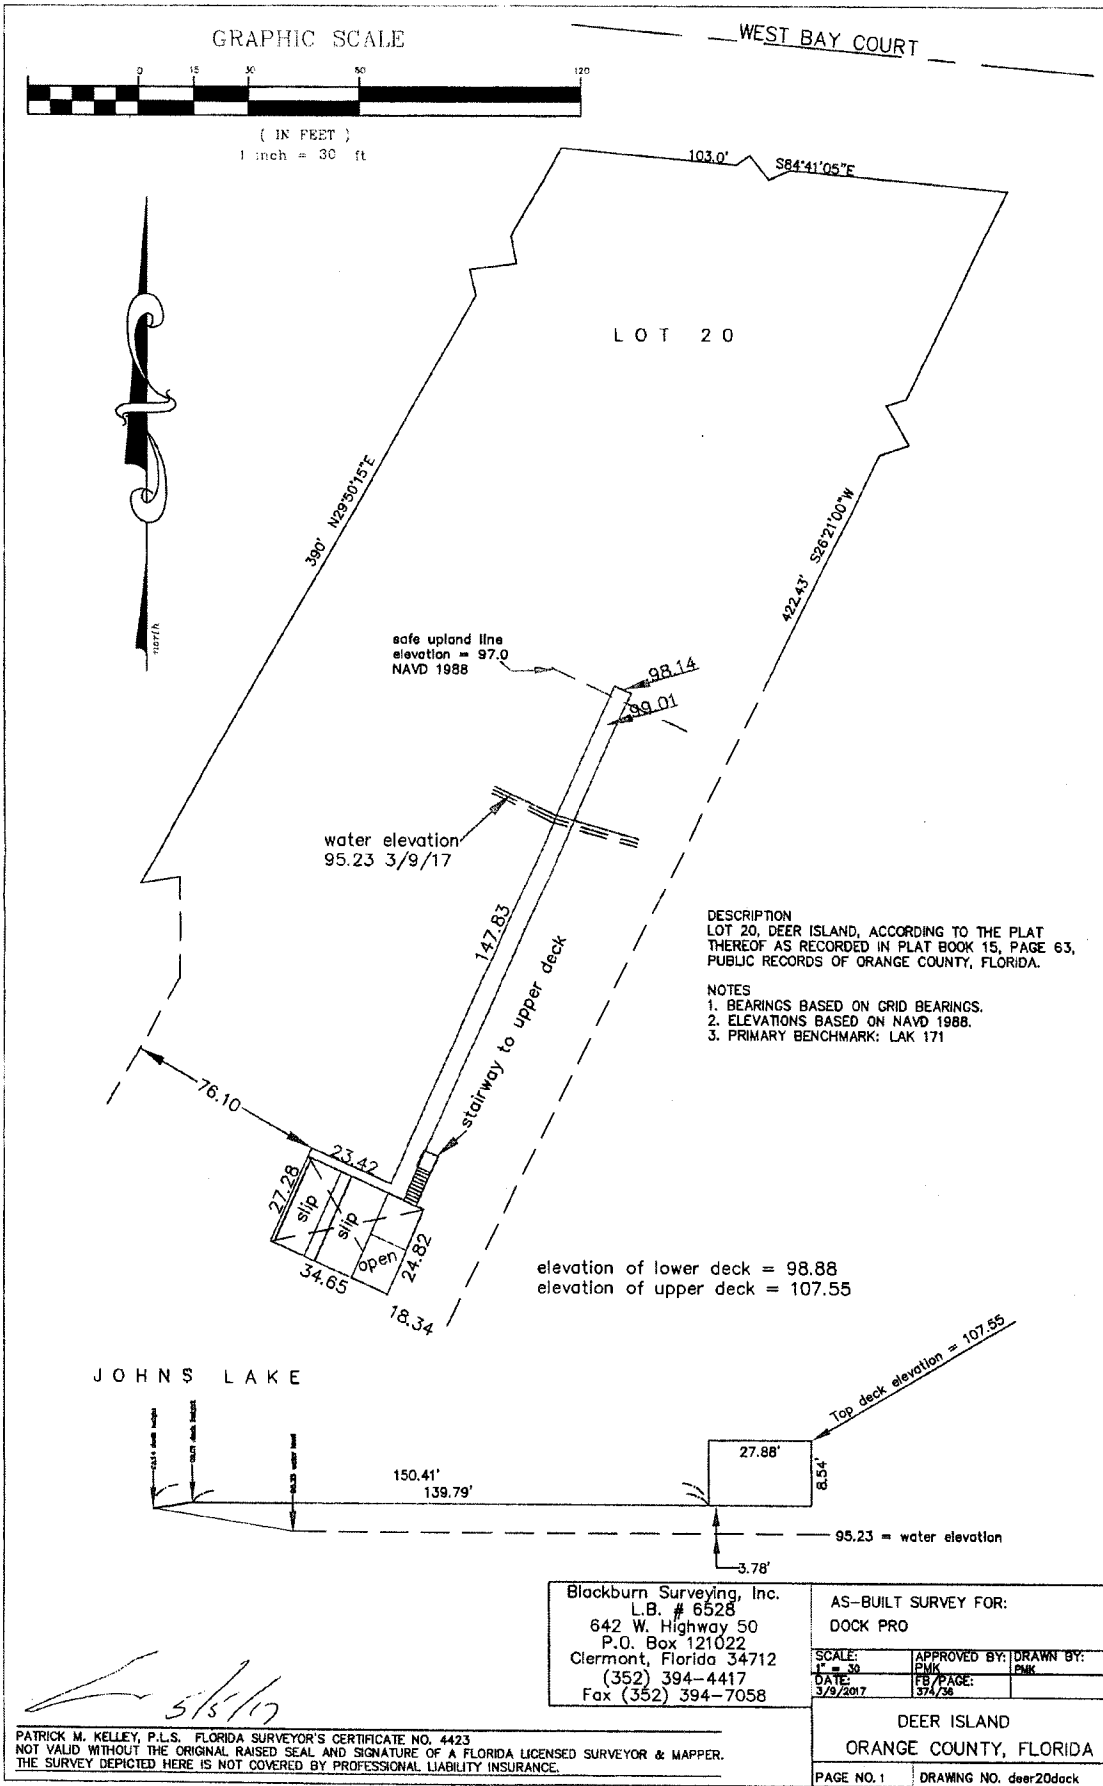 GRAPHIC SCALE
WEST BAY COURT
0 15 30 60 120
( IN FEET )
1 inch = 30 ft
103.0' S84°41'05"E
LOT 20
390' N29°50'15"E
422.43' S26°21'00"W
north
safe upland line
elevation = 97.0
NAVD 1988
98.14
99.01
water elevation
95.23 3/9/17
147.83
stairway to upper deck
DESCRIPTION
LOT 20, DEER ISLAND, ACCORDING TO THE PLAT
THEREOF AS RECORDED IN PLAT BOOK 15, PAGE 63,
PUBLIC RECORDS OF ORANGE COUNTY, FLORIDA.
NOTES
1. BEARINGS BASED ON GRID BEARINGS.
2. ELEVATIONS BASED ON NAVD 1988.
3. PRIMARY BENCHMARK: LAK 171
76.10
23.42
27.28
slip
slip
open
24.82
34.65
18.34
elevation of lower deck = 98.88
elevation of upper deck = 107.55
JOHNS LAKE
Top deck elevation = 107.55
27.88'
8.54'
150.41'
139.79'
95.23 = water elevation
3.78'
Blackburn Surveying, Inc.
L.B. # 6528
642 W. Highway 50
P.O. Box 121022
Clermont, Florida 34712
(352) 394-4417
Fax (352) 394-7058
AS-BUILT SURVEY FOR:
DOCK PRO
SCALE: APPROVED BY: DRAWN BY:
1" = 30 PMK PMK
DATE: FB/PAGE:
3/9/2017 374/36
DEER ISLAND
ORANGE COUNTY, FLORIDA
PAGE NO. 1 DRAWING NO. deer20dock
5/5/17
PATRICK M. KELLEY, P.L.S. FLORIDA SURVEYOR'S CERTIFICATE NO. 4423
NOT VALID WITHOUT THE ORIGINAL RAISED SEAL AND SIGNATURE OF A FLORIDA LICENSED SURVEYOR & MAPPER.
THE SURVEY DEPICTED HERE IS NOT COVERED BY PROFESSIONAL LIABILITY INSURANCE.